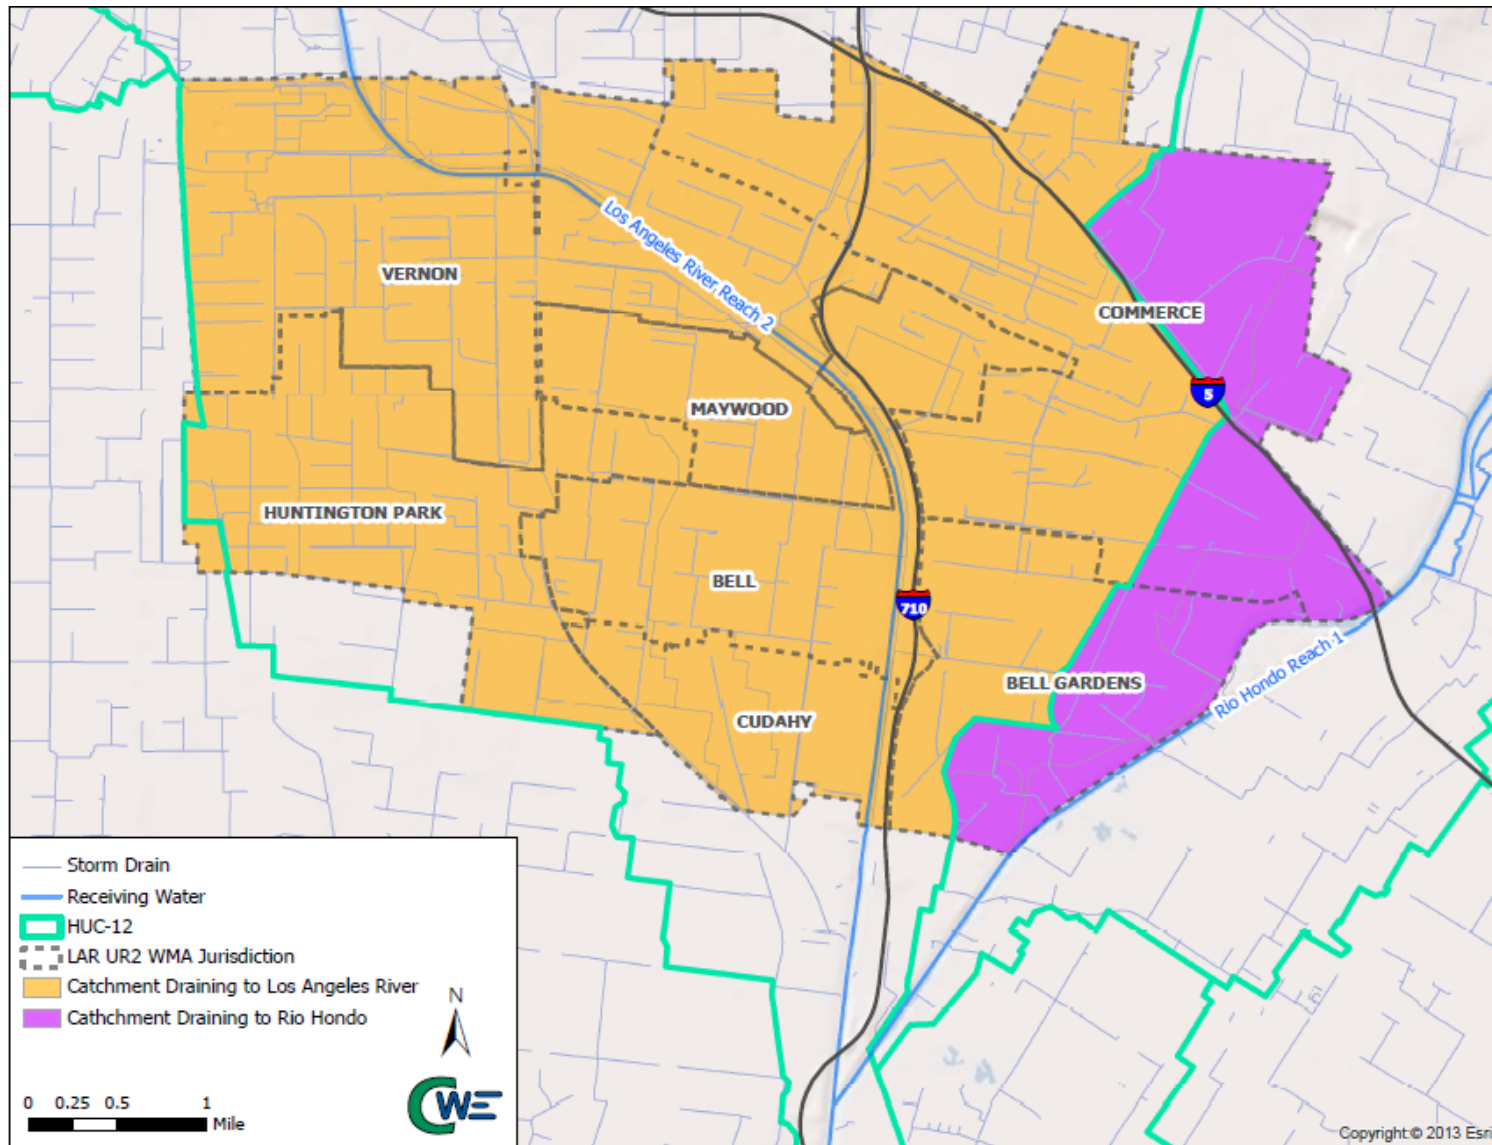 VERNON
Los Angeles River Reach 2
COMMERCE
5
MAYWOOD
HUNTINGTON PARK
BELL
710
BELL GARDENS
Rio Hondo Reach 1
CUDAHY
Storm Drain
Receiving Water
HUC-12
LAR UR2 WMA Jurisdiction
Catchment Draining to Los Angeles River
Cathchment Draining to Rio Hondo
N
0 0.25 0.5 1
Mile
CWE
Copyright:© 2013 Esri